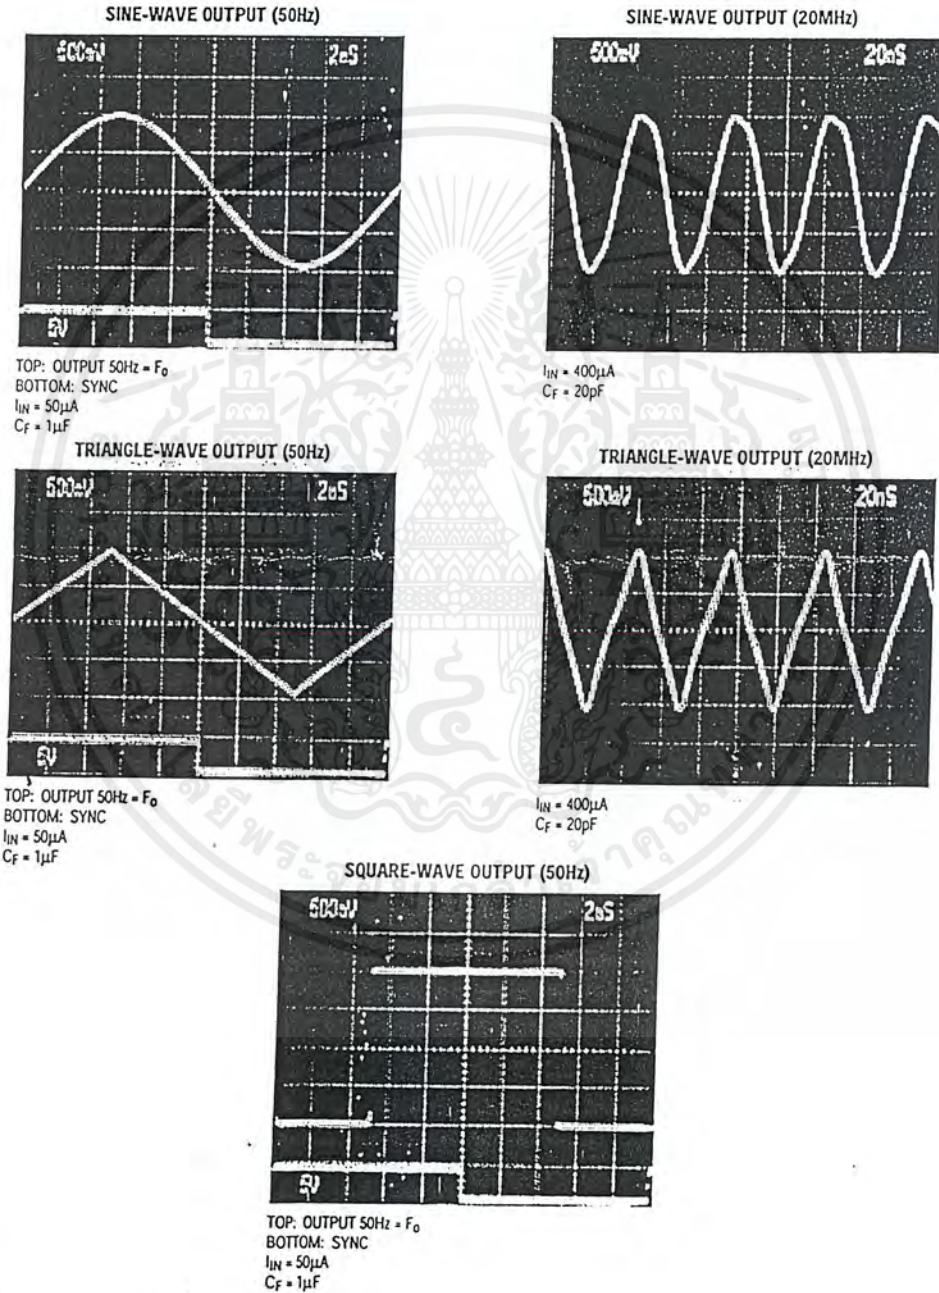 SINE-WAVE OUTPUT (50Hz)
500mV 2mS
5V
TOP: OUTPUT 50Hz = Fo
BOTTOM: SYNC
IIN = 50µA
CF = 1µF
SINE-WAVE OUTPUT (20MHz)
500mV 20nS
IIN = 400µA
CF = 20pF
TRIANGLE-WAVE OUTPUT (50Hz)
500mV 2mS
5V
TOP: OUTPUT 50Hz = Fo
BOTTOM: SYNC
IIN = 50µA
CF = 1µF
TRIANGLE-WAVE OUTPUT (20MHz)
500mV 20nS
IIN = 400µA
CF = 20pF
SQUARE-WAVE OUTPUT (50Hz)
500mV 2mS
5V
TOP: OUTPUT 50Hz = Fo
BOTTOM: SYNC
IIN = 50µA
CF = 1µF